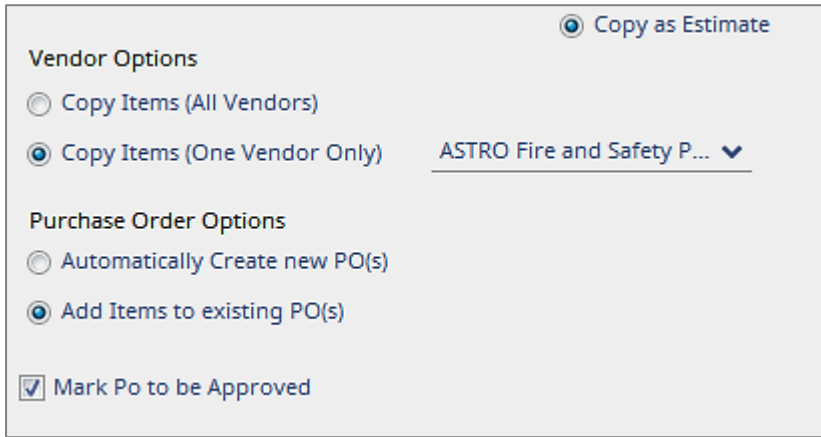 Copy as Estimate
Vendor Options
Copy Items (All Vendors)
Copy Items (One Vendor Only) ASTRO Fire and Safety P...
Purchase Order Options
Automatically Create new PO(s)
Add Items to existing PO(s)
Mark Po to be Approved